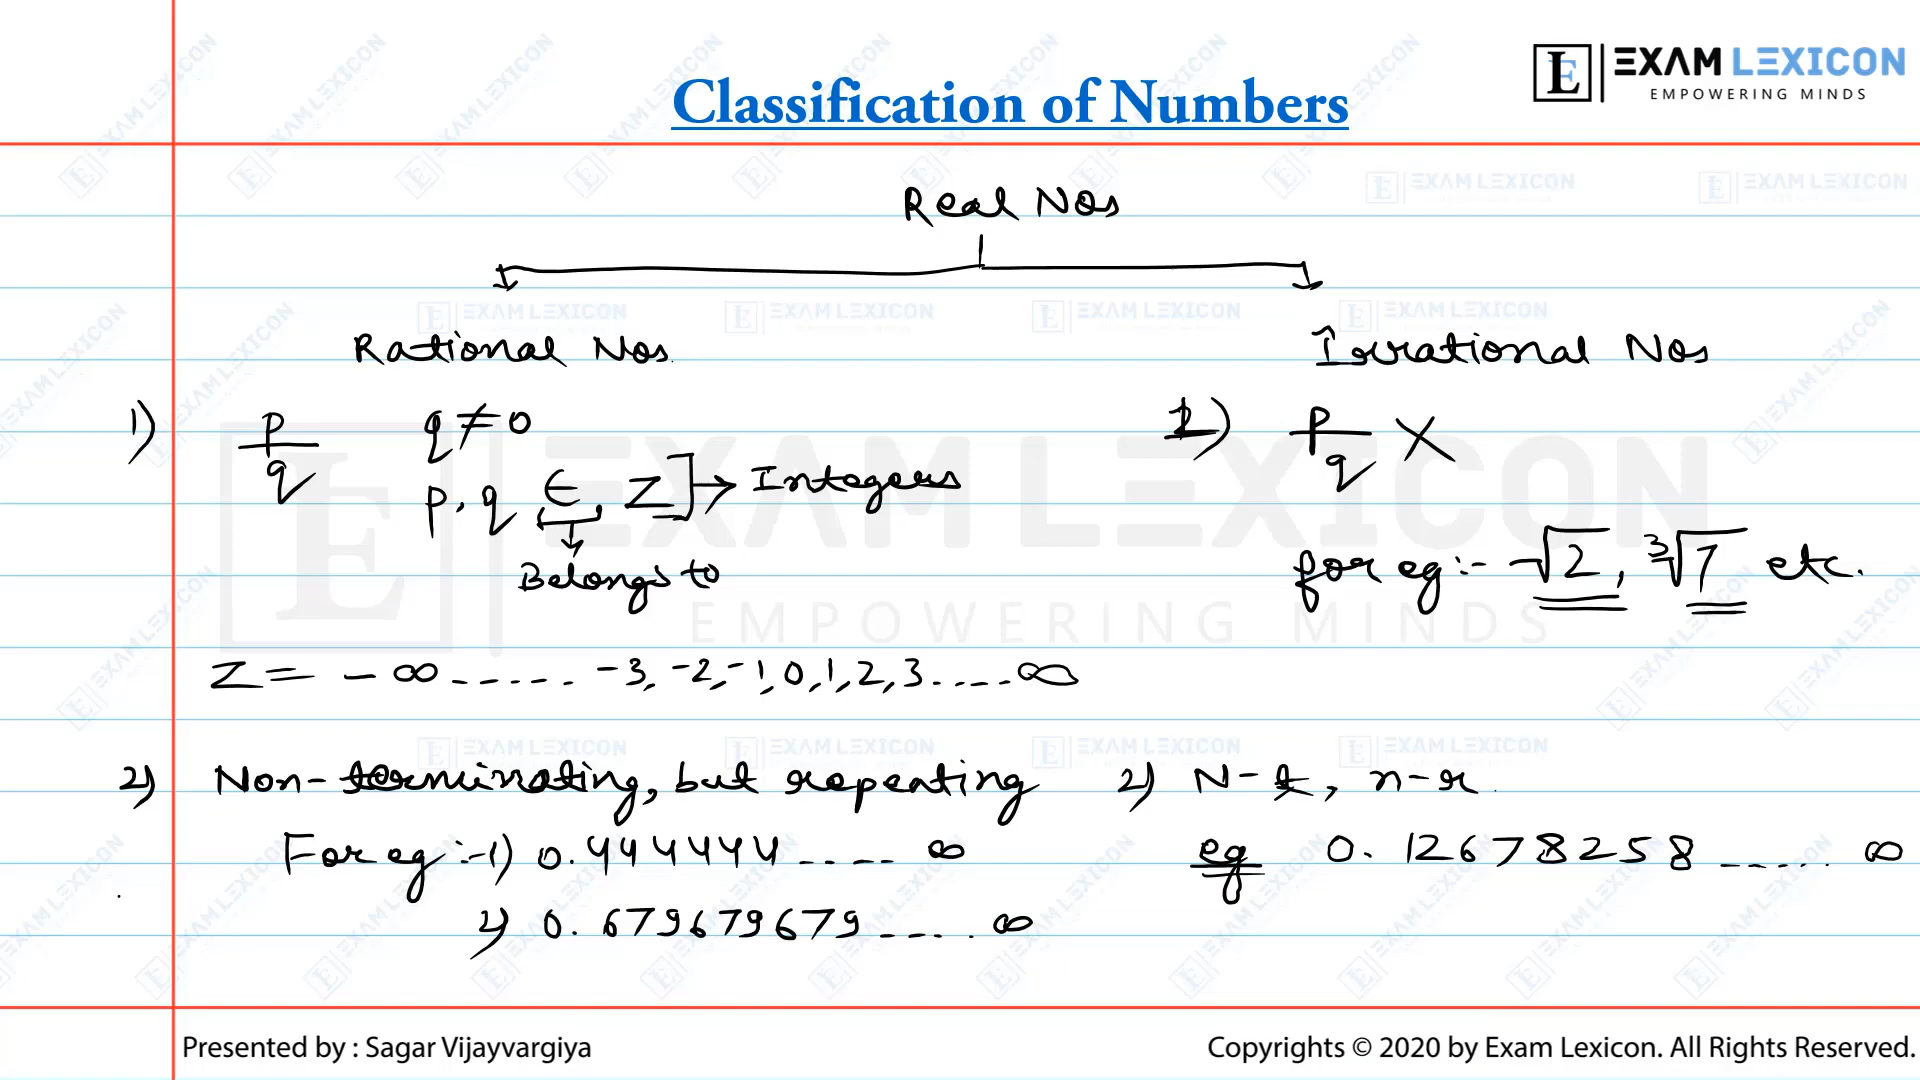 Classification of Numbers
EXAM LEXICON
EMPOWERING MINDS
Real Nos
Rational Nos.
Irrational Nos
1) p/q q ≠ 0
p, q ∈, Z] → Integers
Belongs to
1) p/q ×
for eg :- √2, ∛7 etc.
Z = - ∞ ----- -3, -2, -1, 0, 1, 2, 3 .... ∞
2) Non-terminating, but repeating
For eg :- 1) 0.444444 ---- ∞
2) 0.679679679 ---- ∞
2) N-t, n-r.
eg 0.12678258 ----- ∞
Presented by : Sagar Vijayvargiya
Copyrights © 2020 by Exam Lexicon. All Rights Reserved.